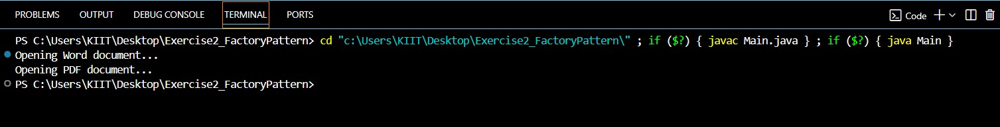 PROBLEMS OUTPUT DEBUG CONSOLE TERMINAL PORTS Code
PS C:\Users\KIIT\Desktop\Exercise2_FactoryPattern> cd "c:\Users\KIIT\Desktop\Exercise2_FactoryPattern\" ; if ($?) { javac Main.java } ; if ($?) { java Main }
Opening Word document...
Opening PDF document...
PS C:\Users\KIIT\Desktop\Exercise2_FactoryPattern>